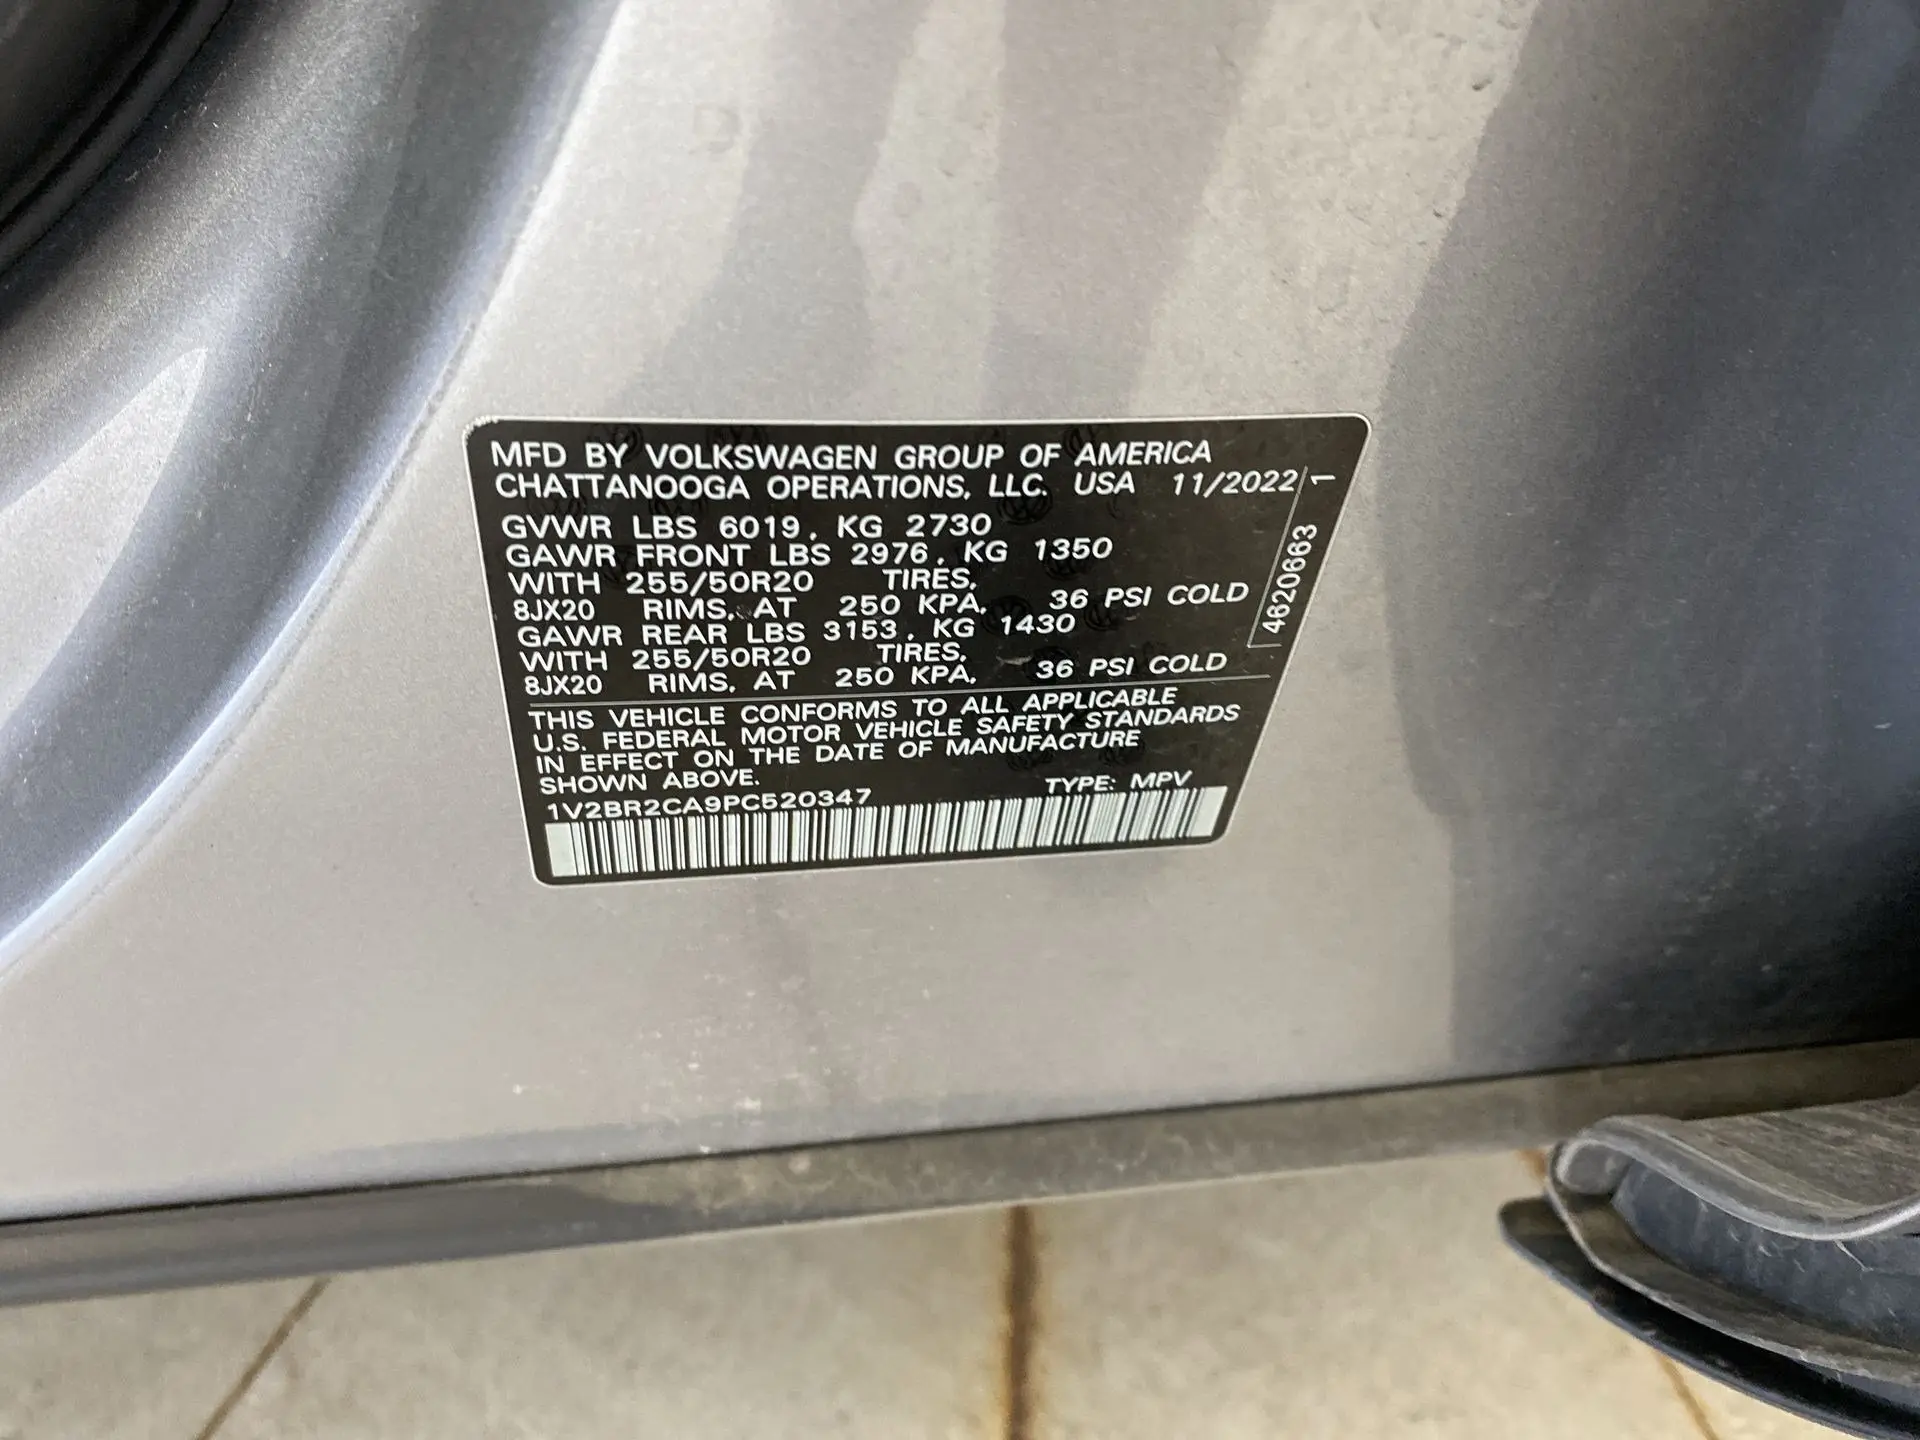 MFD BY VOLKSWAGEN GROUP OF AMERICA
CHATTANOOGA OPERATIONS, LLC. USA 11/2022
GVWR LBS 6019, KG 2730
GAWR FRONT LBS 2976, KG 1350
WITH 255/50R20 TIRES,
8JX20 RIMS, AT 250 KPA, 36 PSI COLD
GAWR REAR LBS 3153, KG 1430
WITH 255/50R20 TIRES,
8JX20 RIMS, AT 250 KPA, 36 PSI COLD
4620663 1
THIS VEHICLE CONFORMS TO ALL APPLICABLE
U.S. FEDERAL MOTOR VEHICLE SAFETY STANDARDS
IN EFFECT ON THE DATE OF MANUFACTURE
SHOWN ABOVE.
TYPE: MPV
1V2BR2CA9PC520347